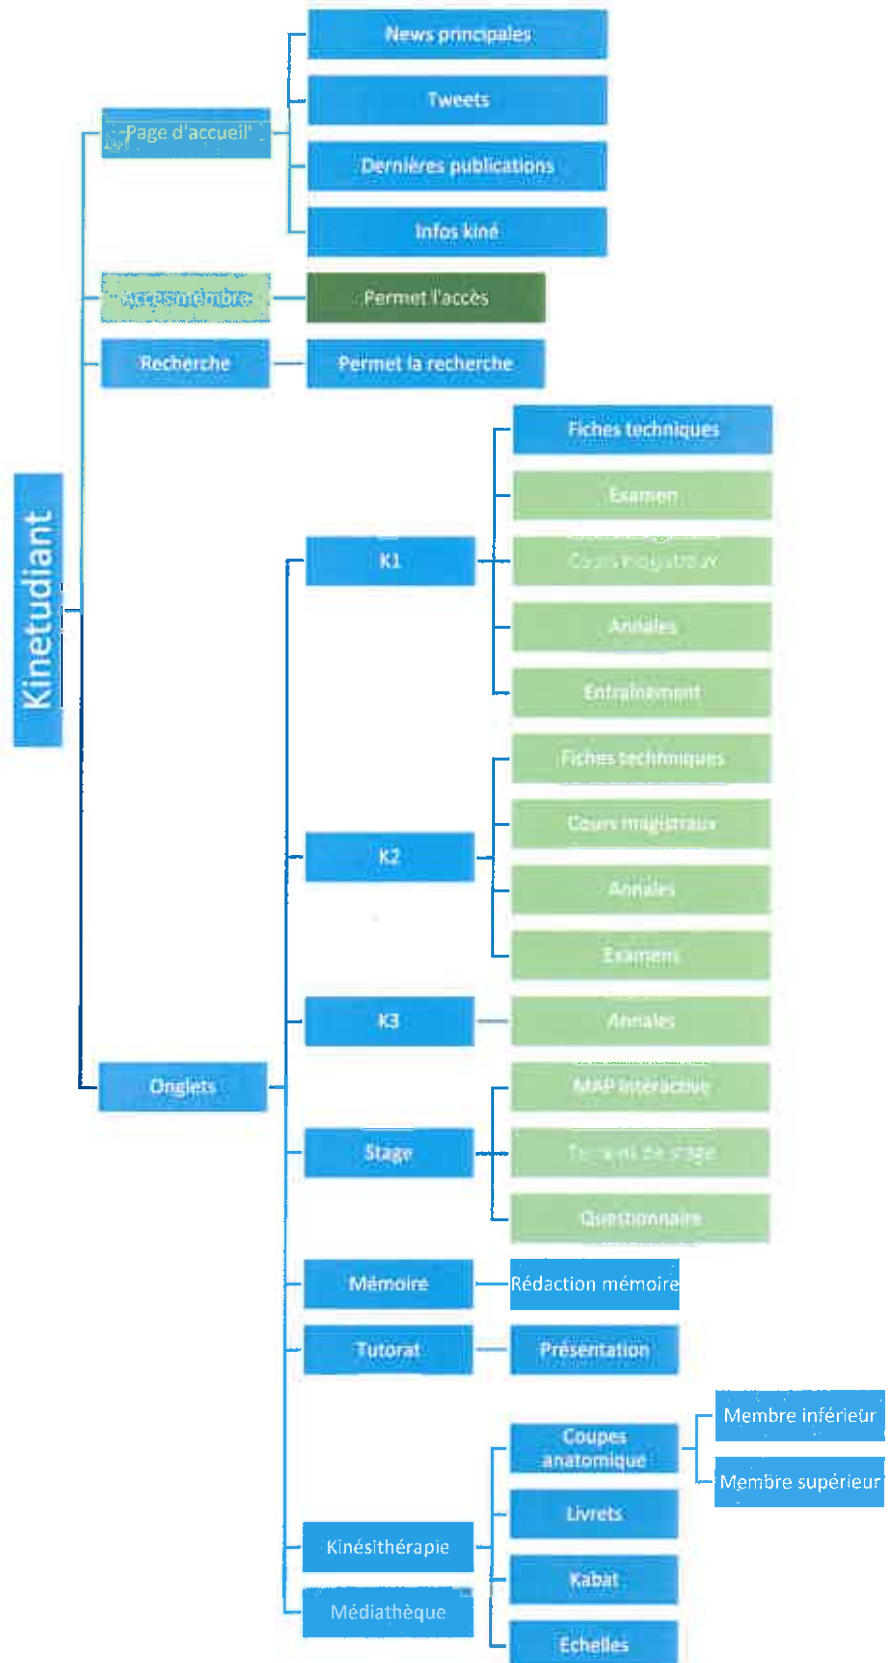 Kinetudiant
Page d'accueil
News principales
Tweets
Dernières publications
Infos kiné
Accès membre
Permet l'accès
Recherche
Permet la recherche
Onglets
K1
Fiches techniques
Examen
Cours magistraux
Annales
Entraînement
K2
Fiches techniques
Cours magistraux
Annales
Examens
K3
Annales
Stage
MAP interactive
Terrains de stage
Questionnaire
Mémoire
Rédaction mémoire
Tutorat
Présentation
Kinésithérapie
Coupes
anatomique
Membre inférieur
Membre supérieur
Livrets
Kabat
Echelles
Médiathèque